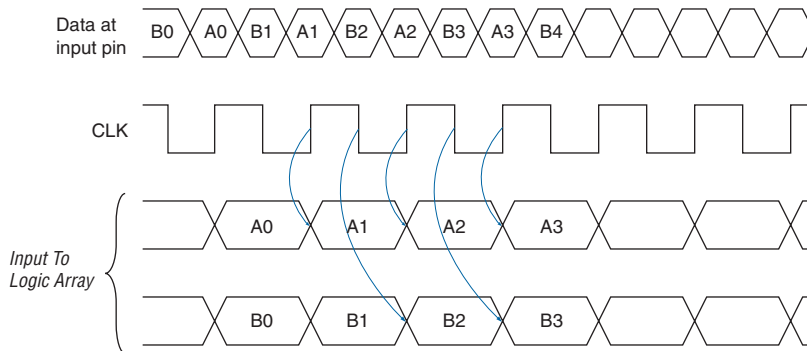 Data at
input pin
B0 A0 B1 A1 B2 A2 B3 A3 B4
CLK
Input To
Logic Array
A0 A1 A2 A3
B0 B1 B2 B3